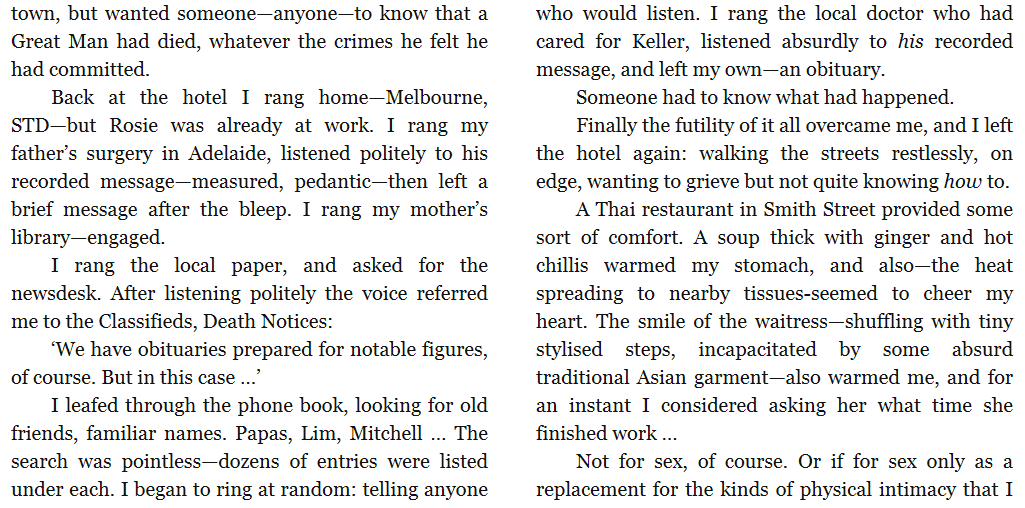 town, but wanted someone—anyone—to know that a
Great Man had died, whatever the crimes he felt he
had committed.
Back at the hotel I rang home—Melbourne,
STD—but Rosie was already at work. I rang my
father’s surgery in Adelaide, listened politely to his
recorded message—measured, pedantic—then left a
brief message after the bleep. I rang my mother’s
library—engaged.
I rang the local paper, and asked for the
newsdesk. After listening politely the voice referred
me to the Classifieds, Death Notices:
‘We have obituaries prepared for notable figures,
of course. But in this case ...’
I leafed through the phone book, looking for old
friends, familiar names. Papas, Lim, Mitchell ... The
search was pointless—dozens of entries were listed
under each. I began to ring at random: telling anyone
who would listen. I rang the local doctor who had
cared for Keller, listened absurdly to his recorded
message, and left my own—an obituary.
Someone had to know what had happened.
Finally the futility of it all overcame me, and I left
the hotel again: walking the streets restlessly, on
edge, wanting to grieve but not quite knowing how to.
A Thai restaurant in Smith Street provided some
sort of comfort. A soup thick with ginger and hot
chillis warmed my stomach, and also—the heat
spreading to nearby tissues-seemed to cheer my
heart. The smile of the waitress—shuffling with tiny
stylised steps, incapacitated by some absurd
traditional Asian garment—also warmed me, and for
an instant I considered asking her what time she
finished work ...
Not for sex, of course. Or if for sex only as a
replacement for the kinds of physical intimacy that I